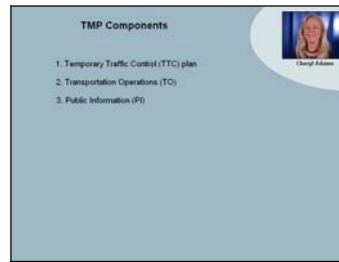 TMP Components
Cheryl Adams
1. Temporary Traffic Control (TTC) plan
2. Transportation Operations (TO)
3. Public Information (PI)